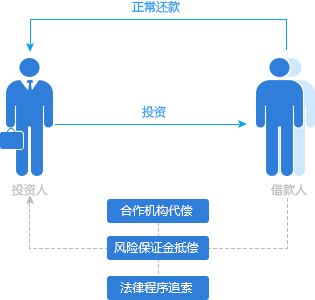 正常还款
投资
投资人
借款人
合作机构代偿
风险保证金抵偿
法律程序追索